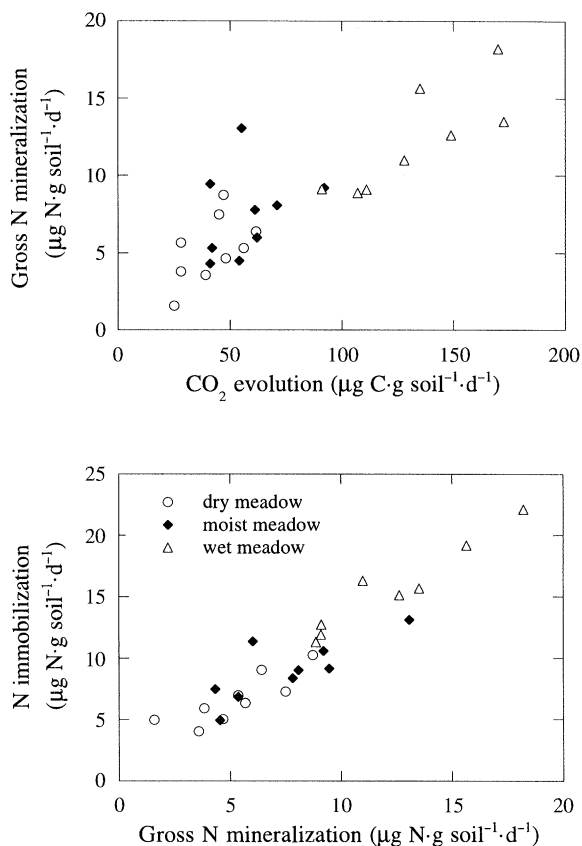 20
15
10
5
0
Gross N mineralization
(μg N·g soil⁻¹·d⁻¹)
0 50 100 150 200
CO₂ evolution (μg C·g soil⁻¹·d⁻¹)
25
20
15
10
5
0
N immobilization
(μg N·g soil⁻¹·d⁻¹)
dry meadow
moist meadow
wet meadow
0 5 10 15 20
Gross N mineralization (μg N·g soil⁻¹·d⁻¹)